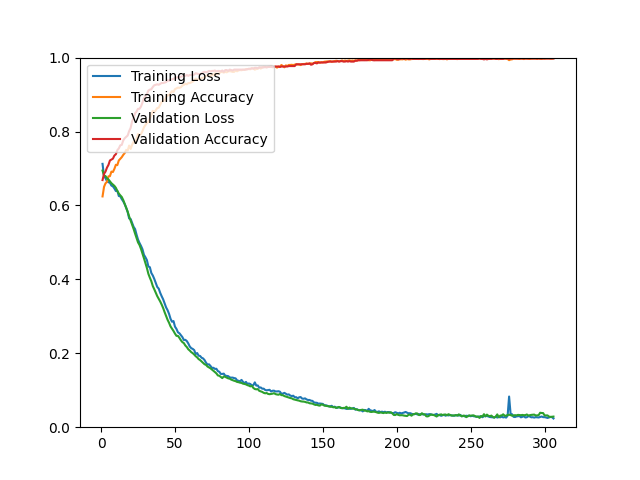 1.0
0.8
0.6
0.4
0.2
0.0
Training Loss
Training Accuracy
Validation Loss
Validation Accuracy
0 50 100 150 200 250 300